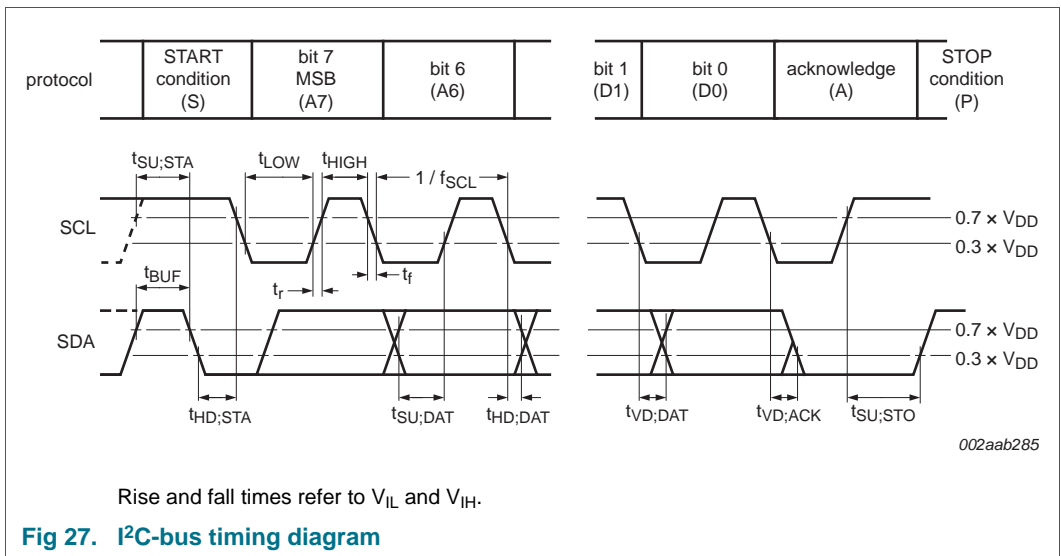 protocol
START
condition
(S)
bit 7
MSB
(A7)
bit 6
(A6)
bit 1
(D1)
bit 0
(D0)
acknowledge
(A)
STOP
condition
(P)
tSU;STA
tLOW
tHIGH
1 / fSCL
SCL
0.7 × VDD
0.3 × VDD
tBUF
tr
tf
SDA
0.7 × VDD
0.3 × VDD
tHD;STA
tSU;DAT
tHD;DAT
tVD;DAT
tVD;ACK
tSU;STO
002aab285
Rise and fall times refer to VIL and VIH.
Fig 27. I2C-bus timing diagram